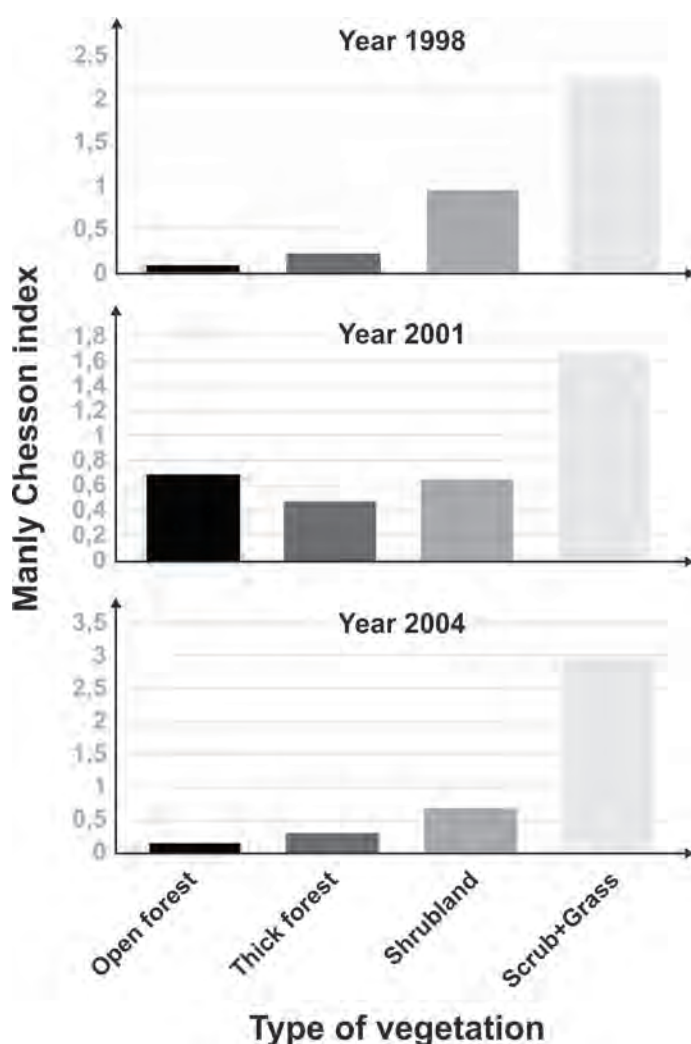 Year 1998
2,5
2
1,5
1
0,5
0
Manly Chesson index
Year 2001
1,8
1,6
1,4
1,2
1
0,8
0,6
0,4
0,2
0
Year 2004
3,5
3
2,5
2
1,5
1
0,5
0
Open forest
Thick forest
Shrubland
Scrub+Grass
Type of vegetation